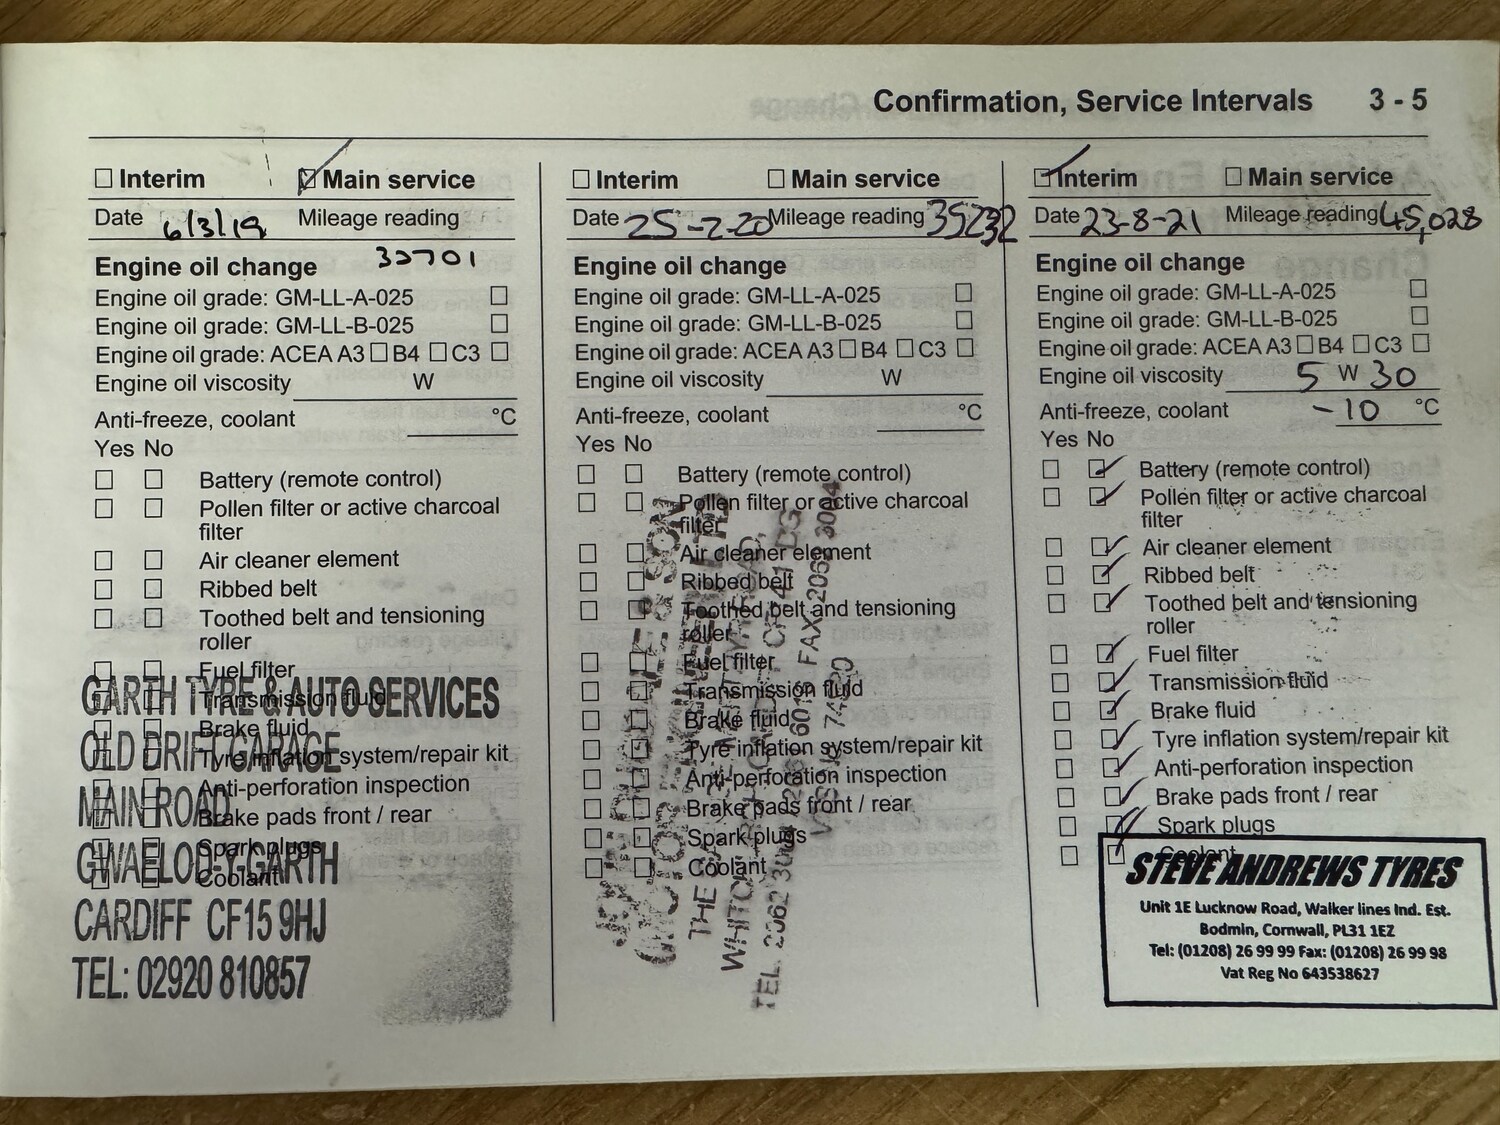 Confirmation, Service Intervals 3 - 5
Interim Main service
Date 6/3/19 Mileage reading
Engine oil change
Engine oil grade: GM-LL-A-025
Engine oil grade: GM-LL-B-025
Engine oil grade: ACEA A3 B4 C3
Engine oil viscosity W
Anti-freeze, coolant °C
Yes No
Battery (remote control)
Pollen filter or active charcoal
filter
Air cleaner element
Ribbed belt
Toothed belt and tensioning
roller
Fuel filter
Transmission fluid
Brake fluid
Tyre inflation system/repair kit
Anti-perforation inspection
Brake pads front / rear
Spark plugs
Coolant
GARTH TYRE & AUTO SERVICES
OLD DRIFT GARAGE
MAIN ROAD
GWAELOD-Y-GARTH
CARDIFF CF15 9HJ
TEL: 02920 810857
Interim Main service
Date 25-2-20 Mileage reading 35232
Engine oil change
Engine oil grade: GM-LL-A-025
Engine oil grade: GM-LL-B-025
Engine oil grade: ACEA A3 B4 C3
Engine oil viscosity W
Anti-freeze, coolant °C
Yes No
Battery (remote control)
Pollen filter or active charcoal
filter
Air cleaner element
Ribbed belt
Toothed belt and tensioning
roller
Fuel filter
Transmission fluid
Brake fluid
Tyre inflation system/repair kit
Anti-perforation inspection
Brake pads front / rear
Spark plugs
Coolant
Interim Main service
Date 23-8-21 Mileage reading 45,028
Engine oil change
Engine oil grade: GM-LL-A-025
Engine oil grade: GM-LL-B-025
Engine oil grade: ACEA A3 B4 C3
Engine oil viscosity 5 W 30
Anti-freeze, coolant -10 °C
Yes No
Battery (remote control)
Pollen filter or active charcoal
filter
Air cleaner element
Ribbed belt
Toothed belt and tensioning
roller
Fuel filter
Transmission fluid
Brake fluid
Tyre inflation system/repair kit
Anti-perforation inspection
Brake pads front / rear
Spark plugs
Coolant
STEVE ANDREWS TYRES
Unit 1E Lucknow Road, Walker lines Ind. Est.
Bodmin, Cornwall, PL31 1EZ
Tel: (01208) 26 99 99 Fax: (01208) 26 99 98
Vat Reg No 643538627